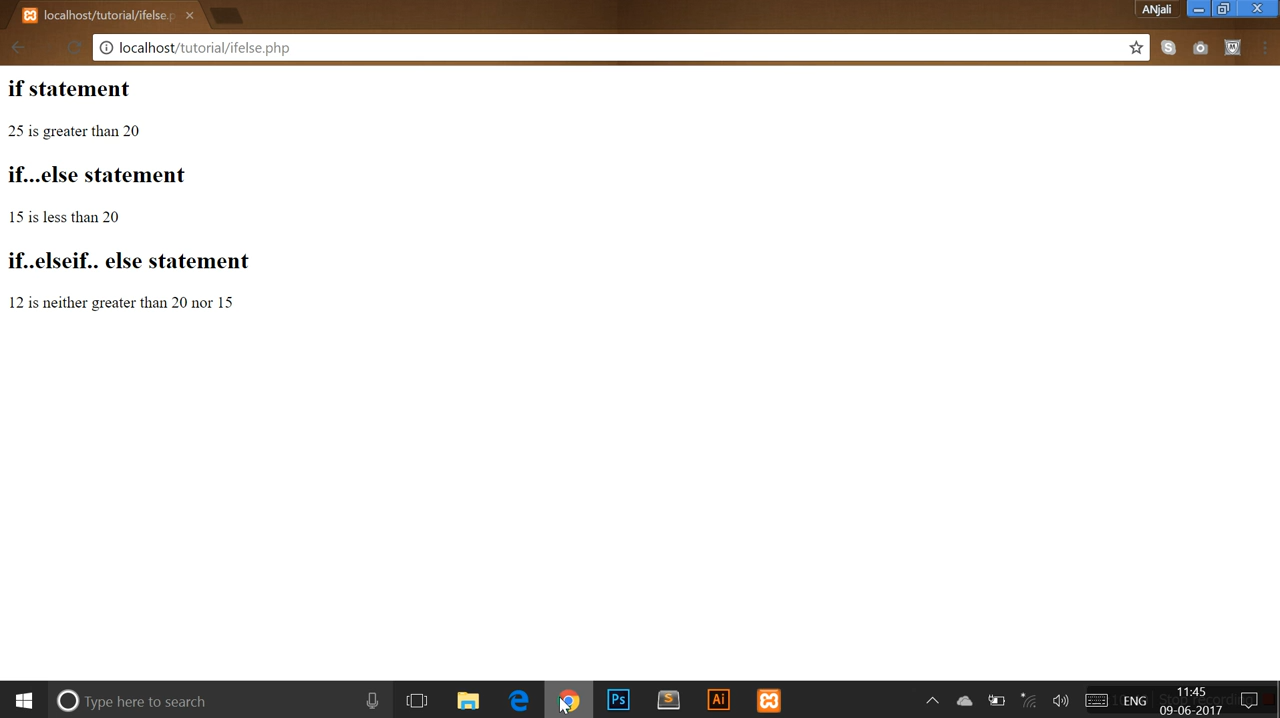 localhost/tutorial/ifelse.p
ANjali
localhost/tutorial/ifelse.php
if statement
25 is greater than 20
if...else statement
15 is less than 20
if..elseif.. else statement
12 is neither greater than 20 nor 15
Type here to search
Ps
S
Ai
ENG
11:45
09-06-2017